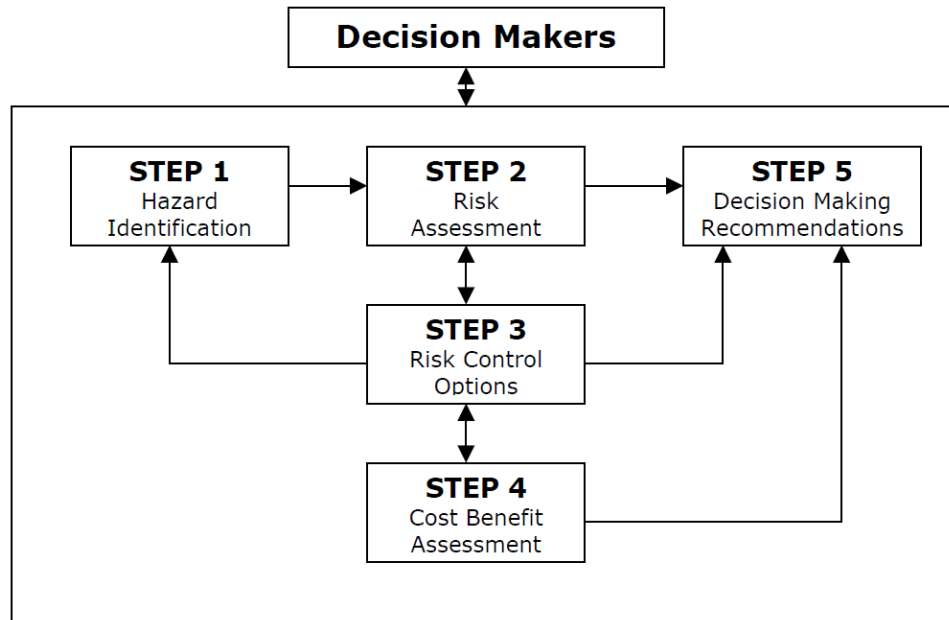 Decision Makers
STEP 1
Hazard
Identification
STEP 2
Risk
Assessment
STEP 5
Decision Making
Recommendations
STEP 3
Risk Control
Options
STEP 4
Cost Benefit
Assessment